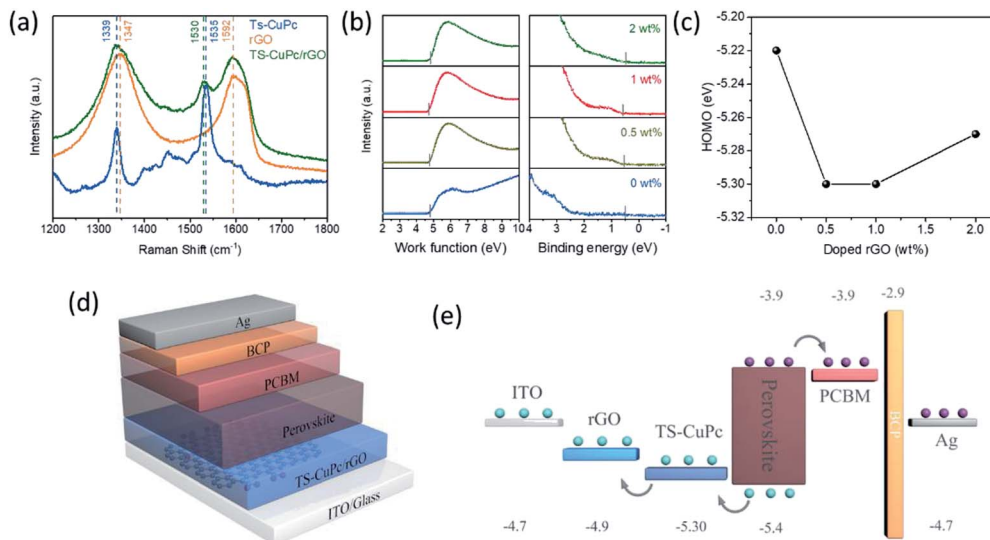 (a)
1339
1347
1530
1535
1592
Ts-CuPc
rGO
TS-CuPc/rGO
Intensity (a.u.)
1200 1300 1400 1500 1600 1700 1800
Raman Shift (cm-1)
(b)
Intensity (a.u.)
2 wt%
1 wt%
0.5 wt%
0 wt%
2 3 4 5 6 7 8 9 10
4 3 2 1 0 -1
Work function (eV)
Binding energy (eV)
(c)
HOMO (eV)
-5.20
-5.22
-5.24
-5.26
-5.28
-5.30
-5.32
0.0 0.5 1.0 1.5 2.0
Doped rGO (wt%)
(d)
Ag
BCP
PCBM
Perovskite
TS-CuPc/rGO
ITO/Glass
(e)
-3.9 -3.9 -2.9
ITO
rGO
TS-CuPc
Perovskite
PCBM
BCP
Ag
-4.7 -4.9 -5.30 -5.4 -4.7